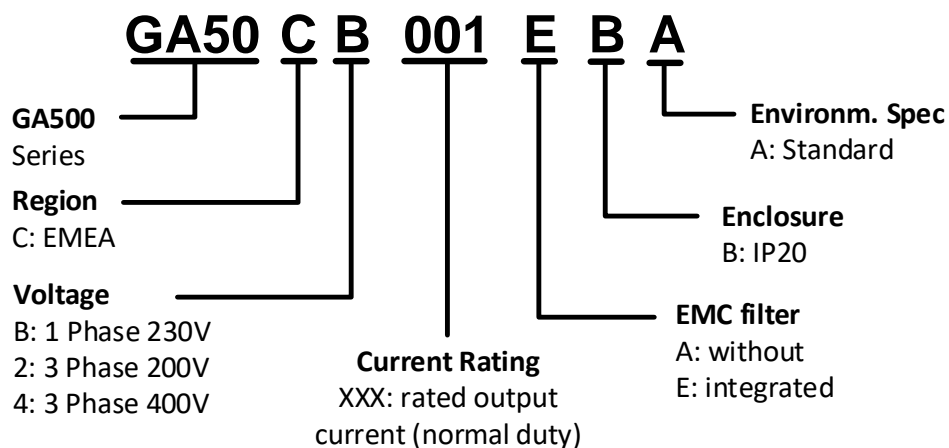 GA50 C B 001 E B A
GA500
Series
Region
C: EMEA
Voltage
B: 1 Phase 230V
2: 3 Phase 200V
4: 3 Phase 400V
Current Rating
XXX: rated output
current (normal duty)
EMC filter
A: without
E: integrated
Enclosure
B: IP20
Environm. Spec
A: Standard